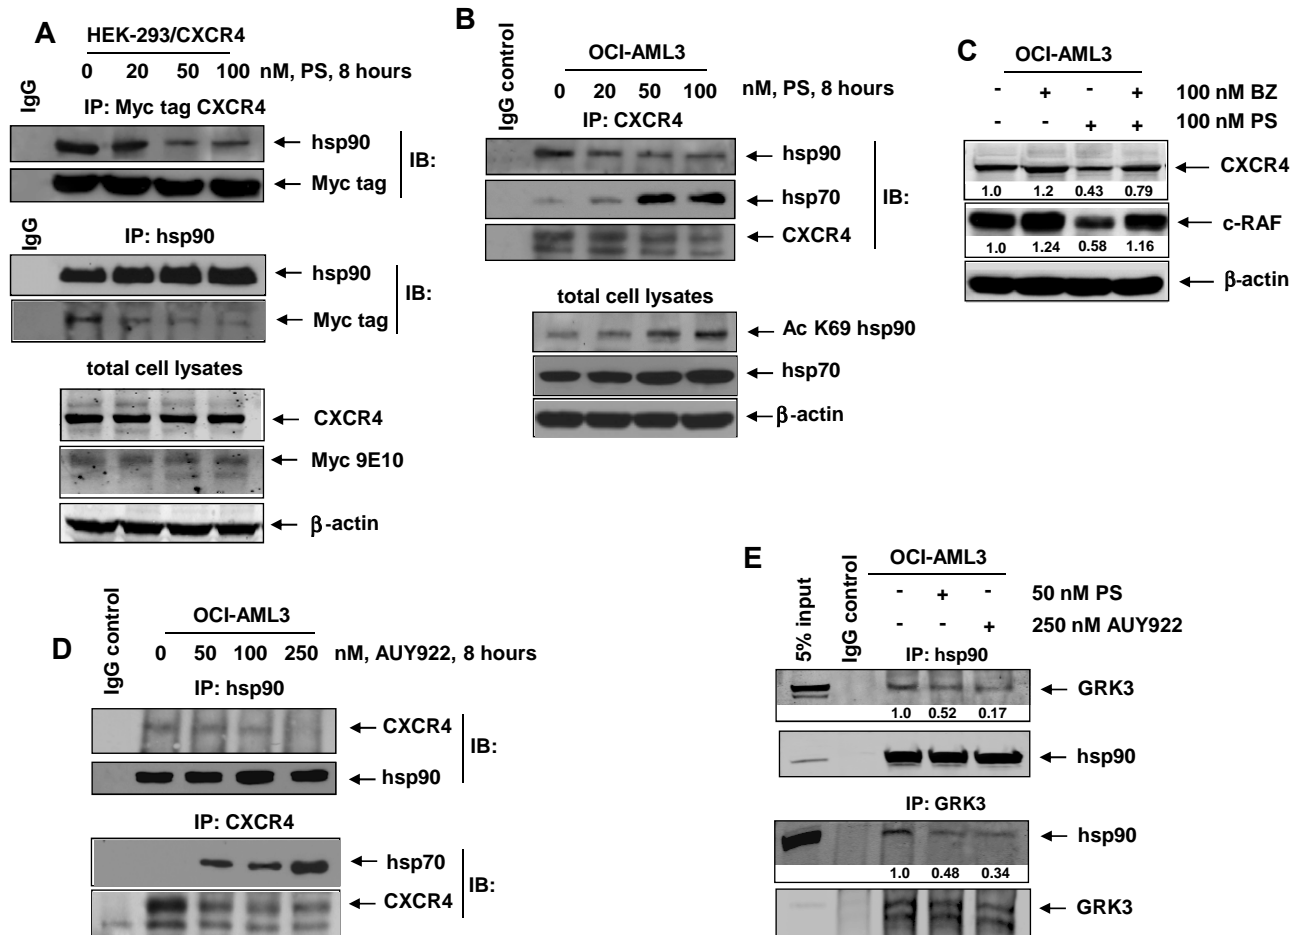 A
HEK-293/CXCR4
IgG
0 20 50 100 nM, PS, 8 hours
IP: Myc tag CXCR4
hsp90
Myc tag
IB:
IgG
IP: hsp90
hsp90
Myc tag
IB:
total cell lysates
CXCR4
Myc 9E10
β-actin
B
IgG control
OCI-AML3
0 20 50 100 nM, PS, 8 hours
IP: CXCR4
hsp90
hsp70
CXCR4
IB:
total cell lysates
Ac K69 hsp90
hsp70
β-actin
C
OCI-AML3
- + - + 100 nM BZ
- - + + 100 nM PS
CXCR4
1.0 1.2 0.43 0.79
c-RAF
1.0 1.24 0.58 1.16
β-actin
D
IgG control
OCI-AML3
0 50 100 250 nM, AUY922, 8 hours
IP: hsp90
CXCR4
hsp90
IB:
IP: CXCR4
hsp70
CXCR4
IB:
E
5% input
IgG control
OCI-AML3
- + - 50 nM PS
- - + 250 nM AUY922
IP: hsp90
GRK3
1.0 0.52 0.17
hsp90
IP: GRK3
hsp90
1.0 0.48 0.34
GRK3